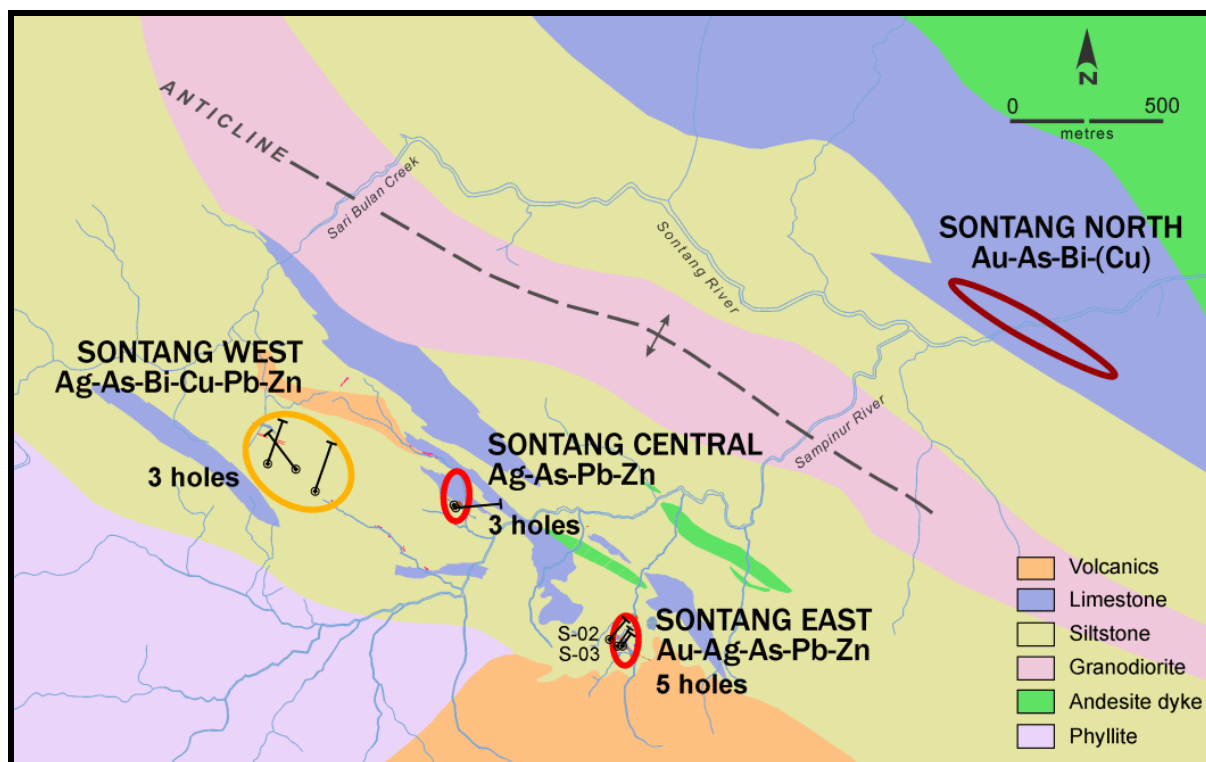 N
0 500
metres
ANTICLINE
Sari Bulan Creek
Sontang River
SONTANG NORTH
Au-As-Bi-(Cu)
SONTANG WEST
Ag-As-Bi-Cu-Pb-Zn
3 holes
Sampinur River
SONTANG CENTRAL
Ag-As-Pb-Zn
3 holes
S-02
S-03
SONTANG EAST
Au-Ag-As-Pb-Zn
5 holes
Volcanics
Limestone
Siltstone
Granodiorite
Andesite dyke
Phyllite